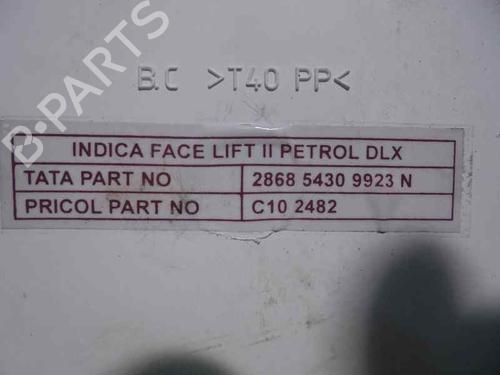 B.C >T40 PP<
B-PARTS
INDICA FACE LIFT II PETROL DLX
TATA PART NO 2868 5430 9923 N
PRICOL PART NO C10 2482